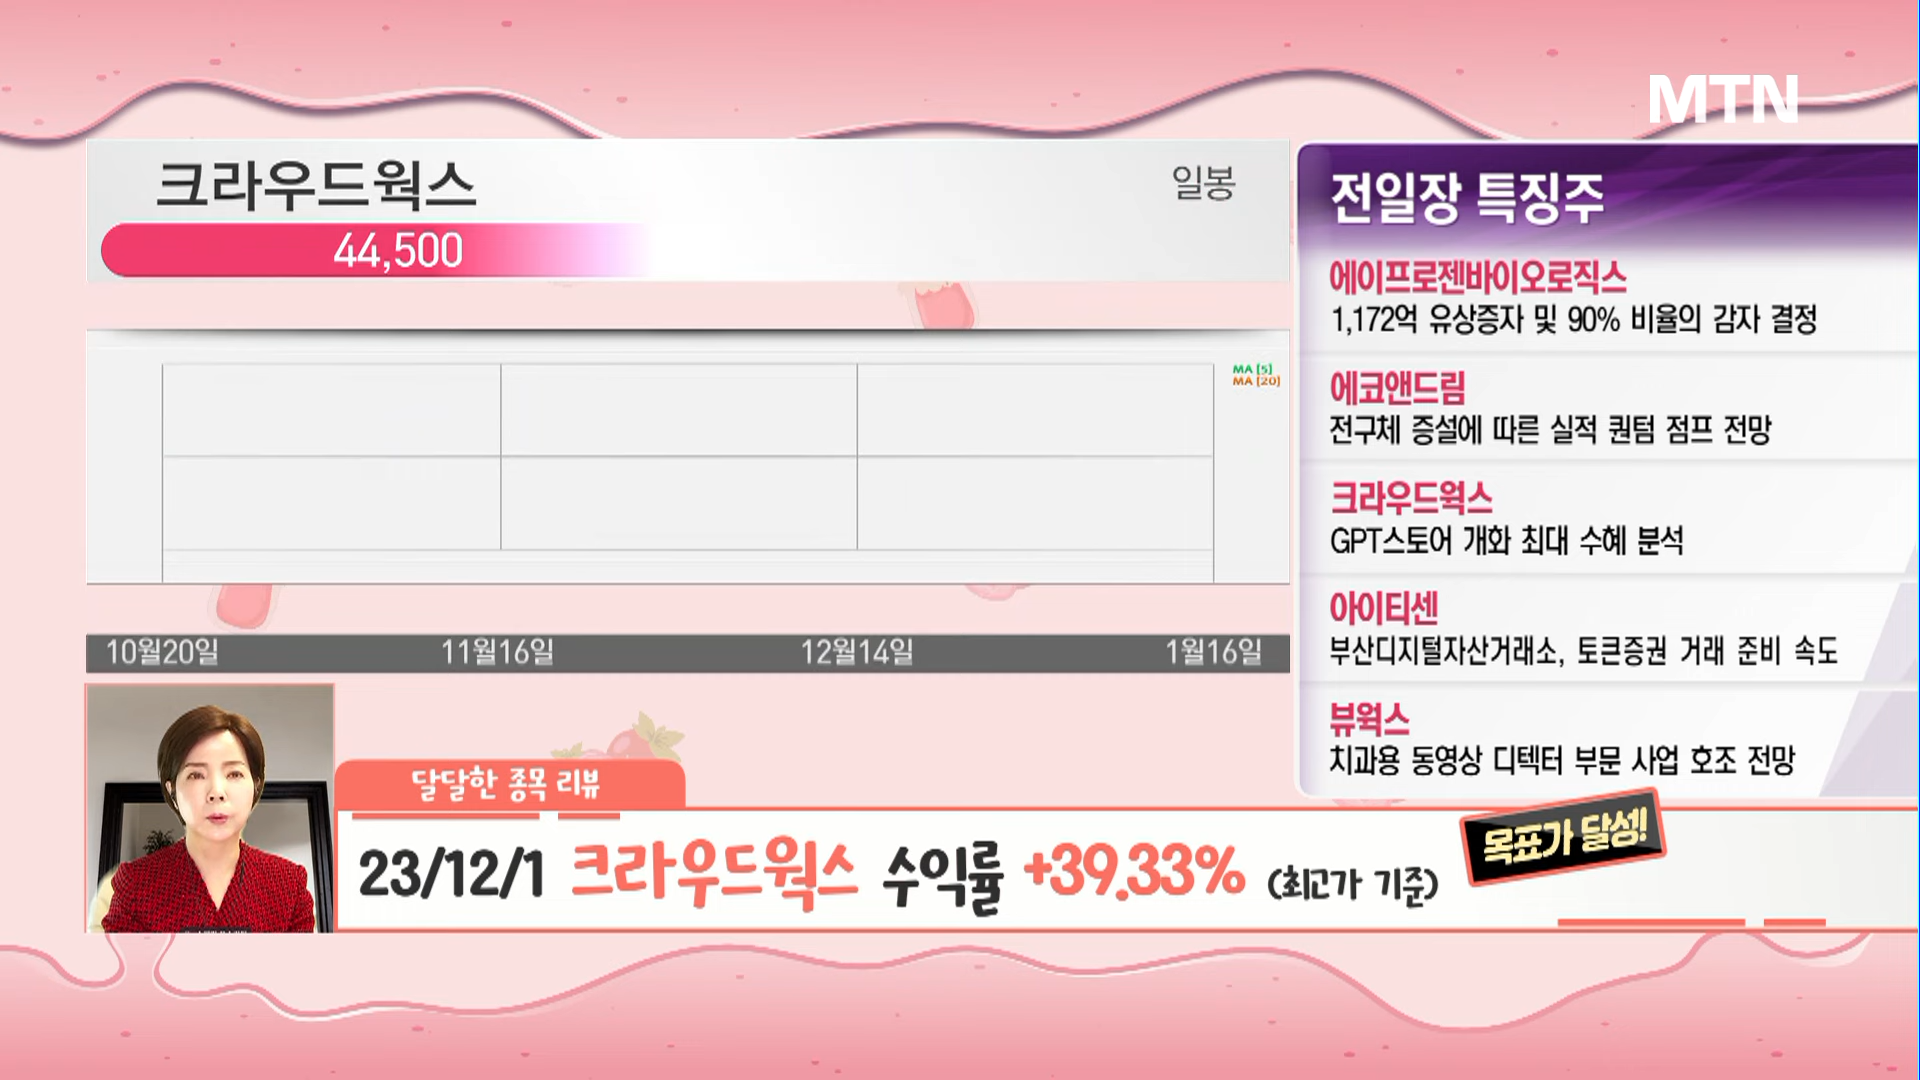 MTN
크라우드웍스
일봉
44,500
MA [5]
MA [20]
10월20일
11월16일
12월14일
1월16일
전일장 특징주
에이프로젠바이오로직스
1,172억 유상증자 및 90% 비율의 감자 결정
에코앤드림
전구체 증설에 따른 실적 퀀텀 점프 전망
크라우드웍스
GPT스토어 개화 최대 수혜 분석
아이티센
부산디지털자산거래소, 토큰증권 거래 준비 속도
뷰웍스
치과용 동영상 디텍터 부문 사업 호조 전망
달달한 종목 리뷰
23/12/1 크라우드웍스 수익률 +39.33% (최고가 기준)
목표가 달성!